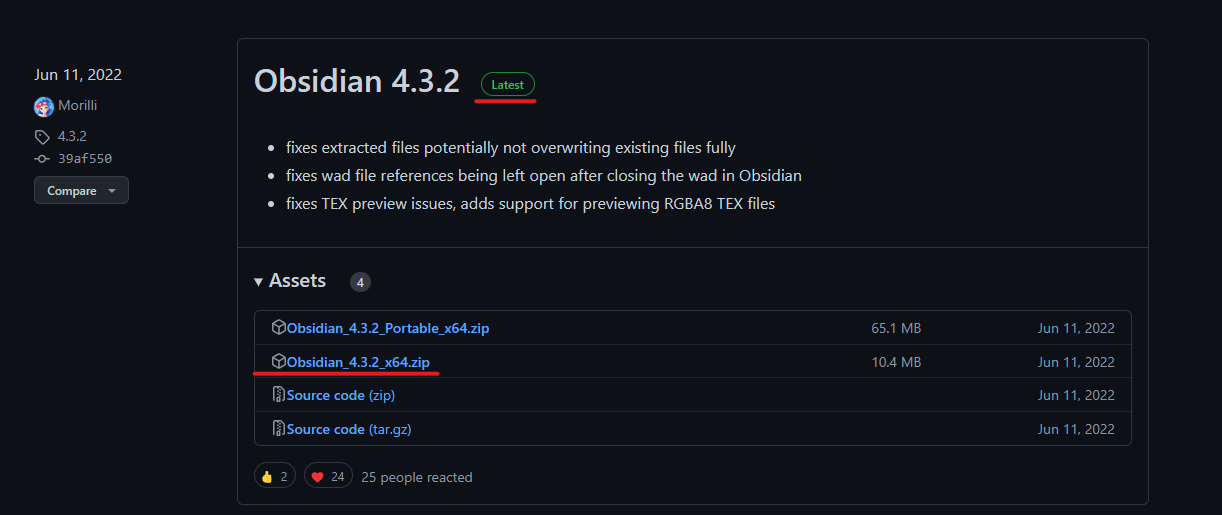 Jun 11, 2022
Morilli
4.3.2
39af550
Compare
Obsidian 4.3.2 Latest
fixes extracted files potentially not overwriting existing files fully
fixes wad file references being left open after closing the wad in Obsidian
fixes TEX preview issues, adds support for previewing RGBA8 TEX files
Assets 4
Obsidian_4.3.2_Portable_x64.zip 65.1 MB Jun 11, 2022
Obsidian_4.3.2_x64.zip 10.4 MB Jun 11, 2022
Source code (zip) Jun 11, 2022
Source code (tar.gz) Jun 11, 2022
2 24 25 people reacted